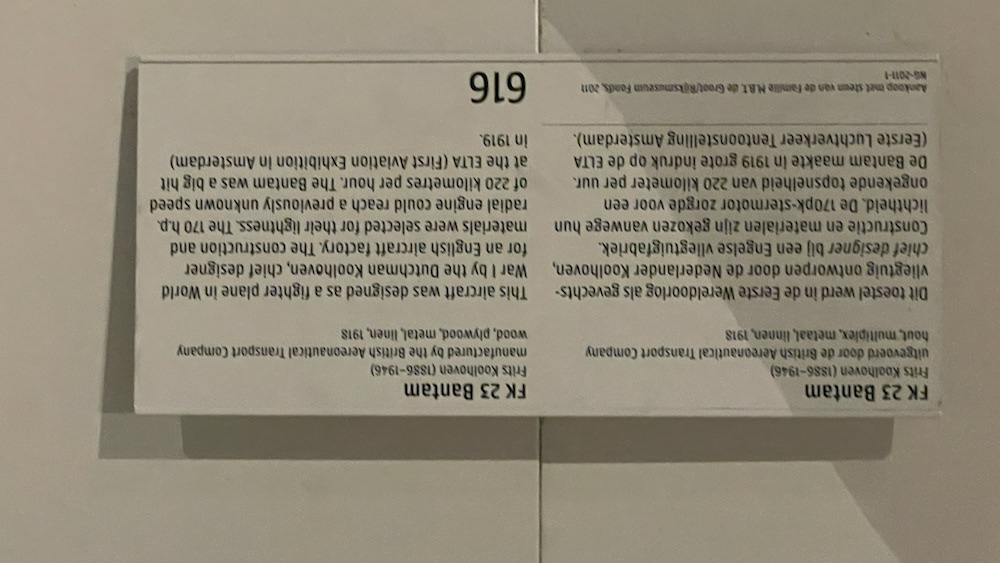 FK 23 Bantam
Frits Koolhoven (1886–1946)
uitgevoerd door de British Aeronautical Transport Company
hout, multiplex, metaal, linnen, 1918
Dit toestel werd in de Eerste Wereldoorlog als gevechts-
vliegtuig ontworpen door de Nederlander Koolhoven,
chief designer bij een Engelse vliegtuigfabriek.
Constructie en materialen zijn gekozen vanwege hun
lichtheid. De 170pk-stermotor zorgde voor een
ongekende topsnelheid van 220 kilometer per uur.
De Bantam maakte in 1919 grote indruk op de ELTA
(Eerste Luchtverkeer Tentoonstelling Amsterdam).
Aankoop met steun van de Familie M.B.T. de Groot/Rijksmuseum Fonds, 2011
NG-2011-1
FK 23 Bantam
Frits Koolhoven (1886–1946)
manufactured by the British Aeronautical Transport Company
wood, plywood, metal, linen, 1918
This aircraft was designed as a fighter plane in World
War I by the Dutchman Koolhoven, chief designer
for an English aircraft factory. The construction and
materials were selected for their lightness. The 170 h.p.
radial engine could reach a previously unknown speed
of 220 kilometres per hour. The Bantam was a big hit
at the ELTA (First Aviation Exhibition in Amsterdam)
in 1919.
616